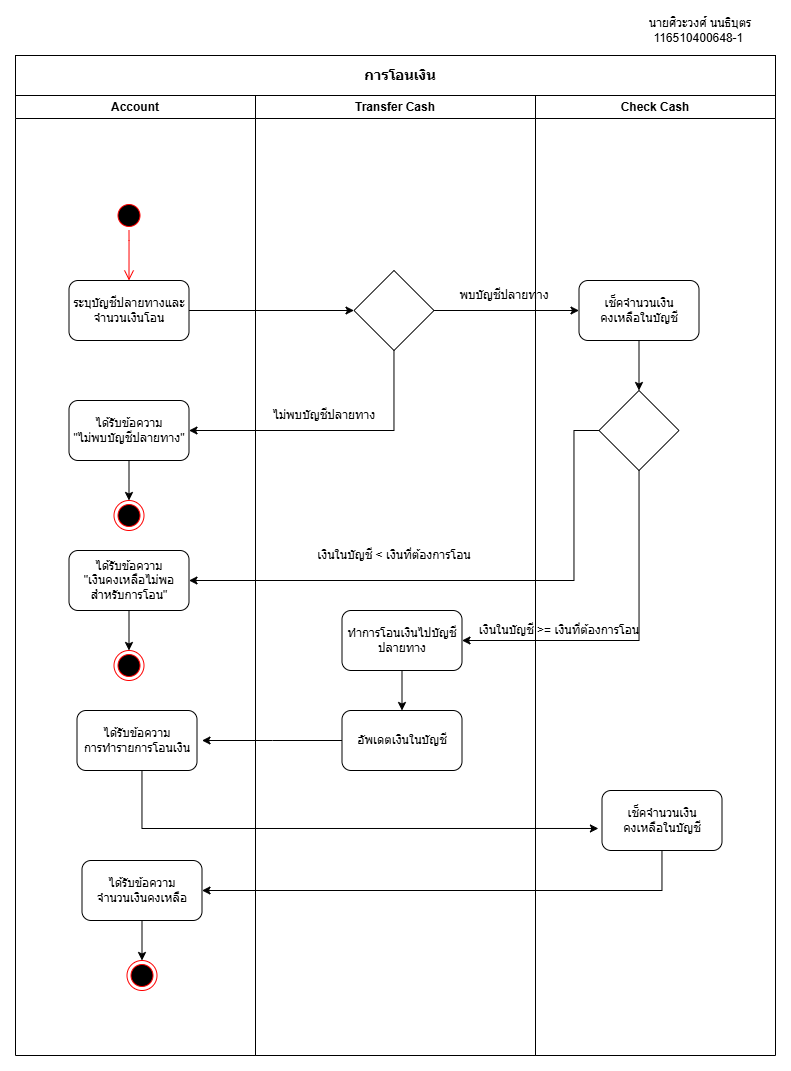 นายศิวะวงศ์ นนธิบุตร
116510400648-1
การโอนเงิน
Account
Transfer Cash
Check Cash
ระบุบัญชีปลายทางและ
จำนวนเงินโอน
พบบัญชีปลายทาง
เช็คจำนวนเงิน
คงเหลือในบัญชี
ได้รับข้อความ
"ไม่พบบัญชีปลายทาง"
ไม่พบบัญชีปลายทาง
ได้รับข้อความ
"เงินคงเหลือไม่พอ
สำหรับการโอน"
เงินในบัญชี < เงินที่ต้องการโอน
ทำการโอนเงินไปบัญชี
ปลายทาง
เงินในบัญชี >= เงินที่ต้องการโอน
ได้รับข้อความ
การทำรายการโอนเงิน
อัพเดตเงินในบัญชี
เช็คจำนวนเงิน
คงเหลือในบัญชี
ได้รับข้อความ
จำนวนเงินคงเหลือ